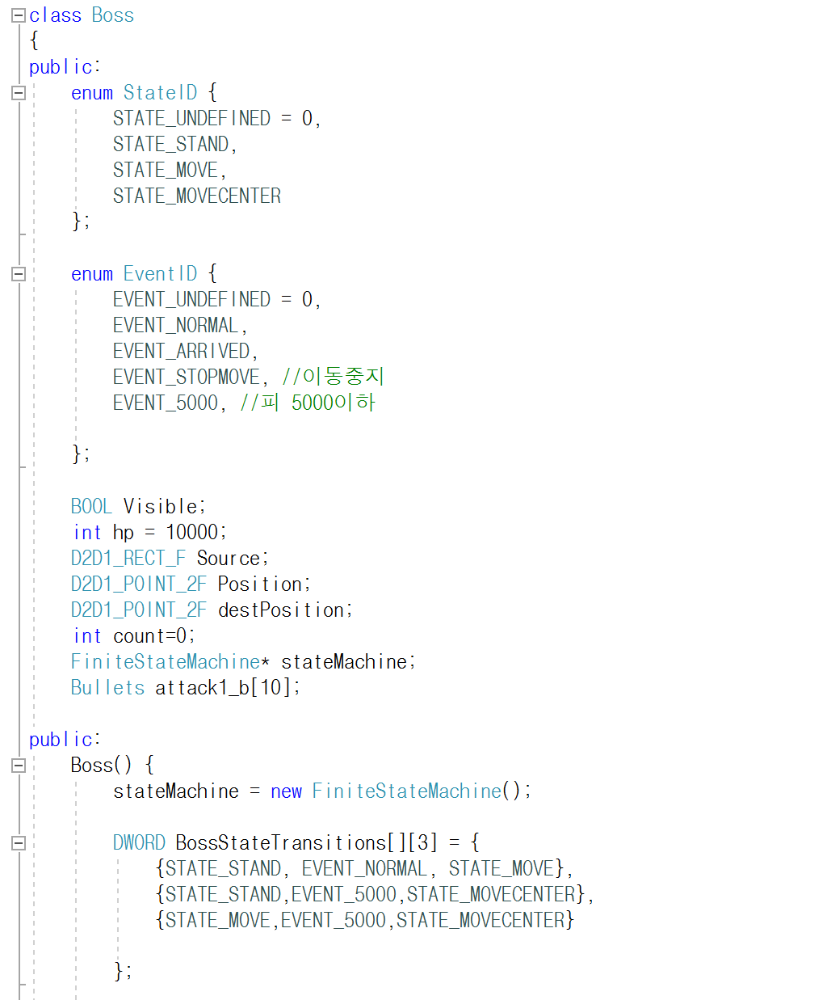 class Boss
{
public:
    enum StateID {
        STATE_UNDEFINED = 0,
        STATE_STAND,
        STATE_MOVE,
        STATE_MOVECENTER
    };
    enum EventID {
        EVENT_UNDEFINED = 0,
        EVENT_NORMAL,
        EVENT_ARRIVED,
        EVENT_STOPMOVE, //이동중지
        EVENT_5000, //피 5000이하
    };
    BOOL Visible;
    int hp = 10000;
    D2D1_RECT_F Source;
    D2D1_POINT_2F Position;
    D2D1_POINT_2F destPosition;
    int count=0;
    FiniteStateMachine* stateMachine;
    Bullets attack1_b[10];
public:
    Boss() {
        stateMachine = new FiniteStateMachine();
        DWORD BossStateTransitions[][3] = {
            {STATE_STAND, EVENT_NORMAL, STATE_MOVE},
            {STATE_STAND,EVENT_5000,STATE_MOVECENTER},
            {STATE_MOVE,EVENT_5000,STATE_MOVECENTER}
        };